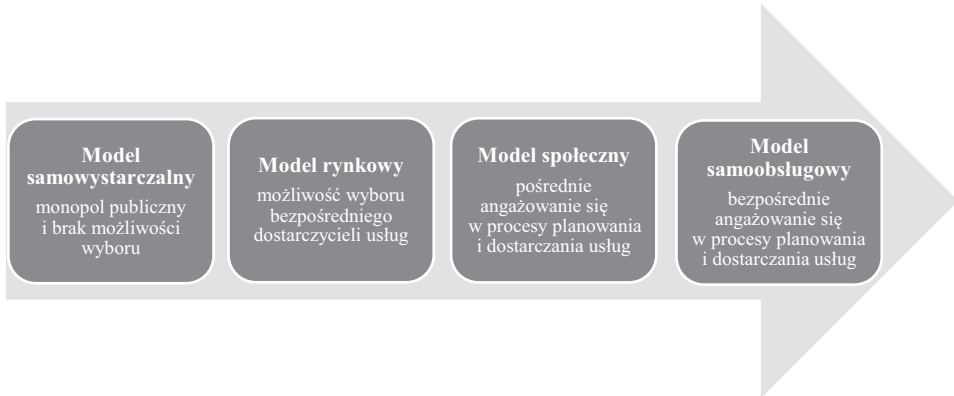 Model
samowystarczalny
monopol publiczny
i brak możliwości
wyboru
Model rynkowy
możliwość wyboru
bezpośredniego
dostarczycieli usług
Model społeczny
pośrednie
angażowanie się
w procesy planowania
i dostarczania usług
Model
samoobsługowy
bezpośrednie
angażowanie się
w procesy planowania
i dostarczania usług